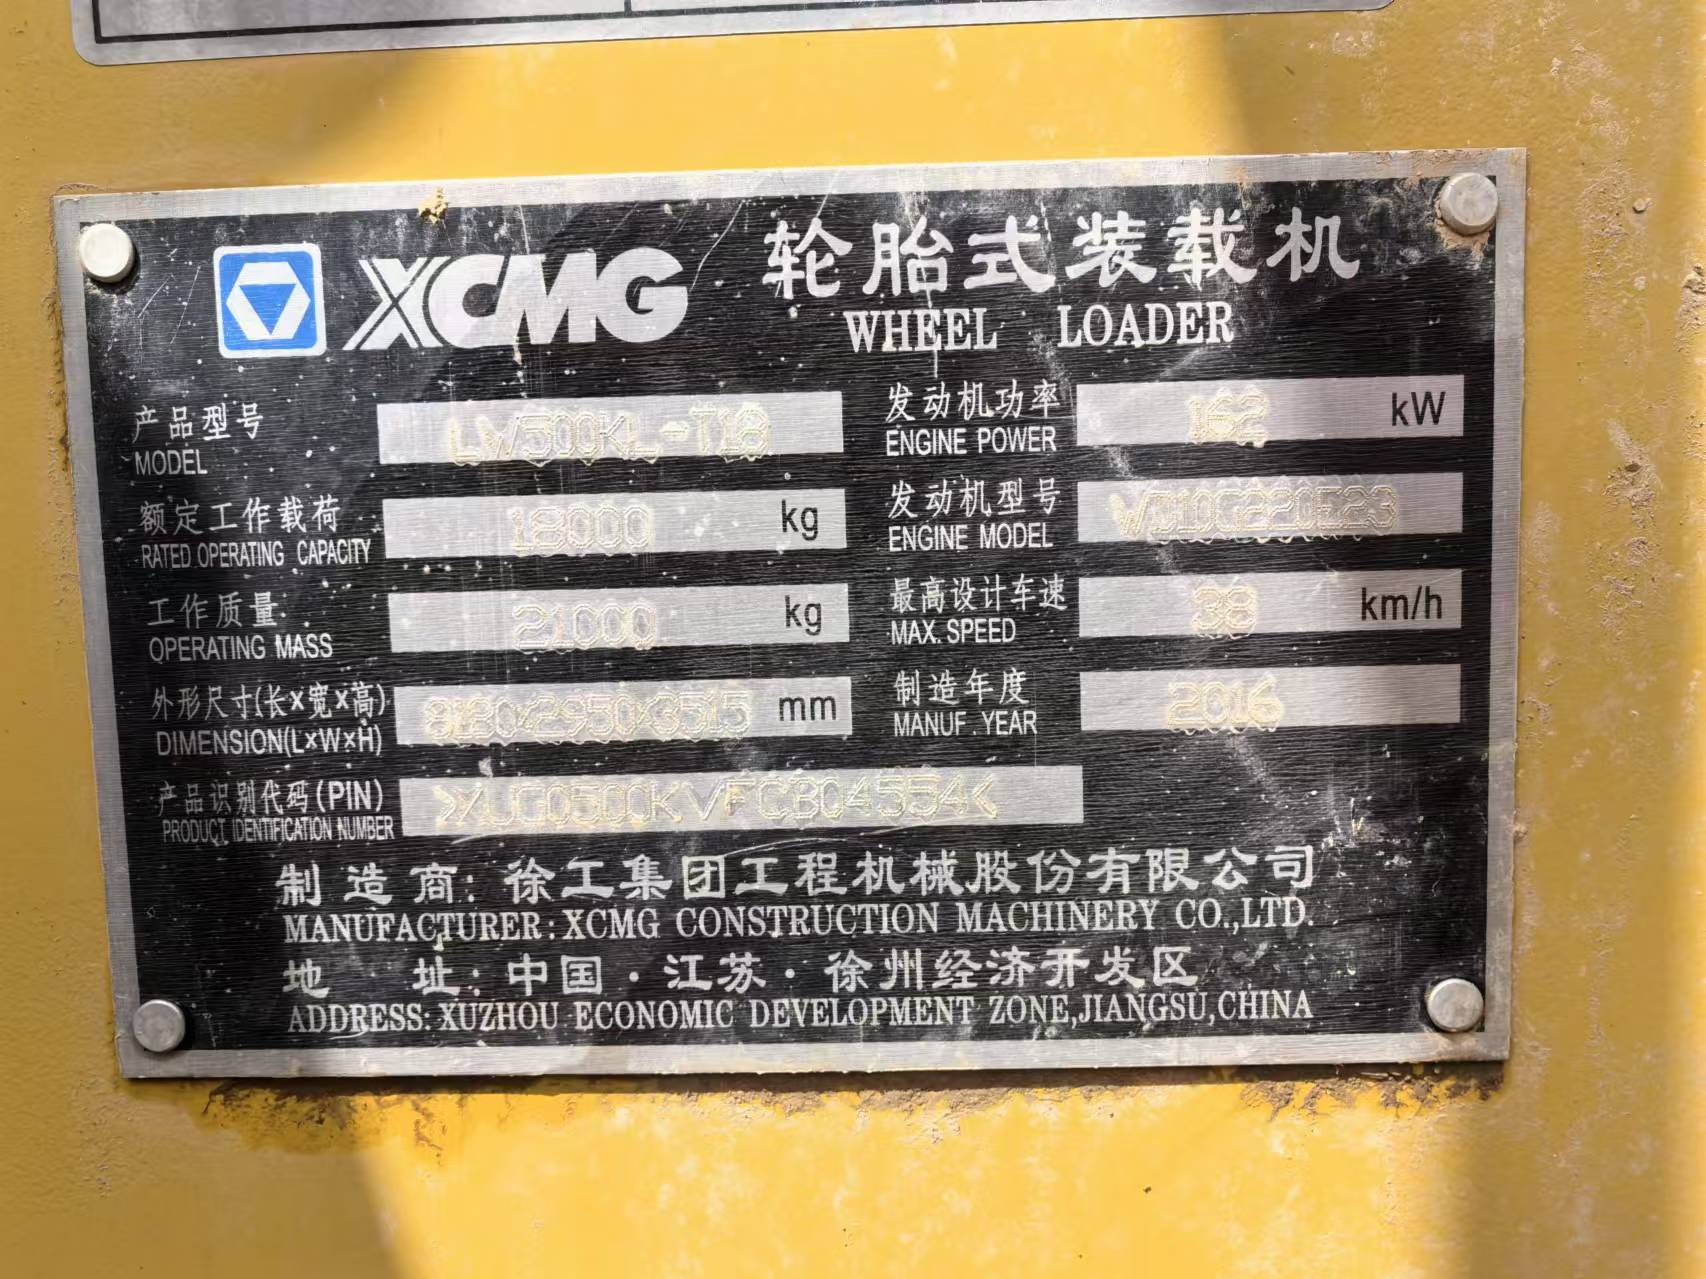 XCMG 轮胎式装载机
WHEEL LOADER
产品型号 LW500KL-T18
MODEL
发动机功率 162 kW
ENGINE POWER
额定工作载荷 18000 kg
RATED OPERATING CAPACITY
发动机型号 WD10G220E23
ENGINE MODEL
工作质量: 21000 kg
OPERATING MASS
最高设计车速 38 km/h
MAX. SPEED
外形尺寸(长×宽×高) 8180×2950×3515 mm
DIMENSION(L×W×H)
制造年度 2016
MANUF. YEAR
产品识别代码(PIN) >XUG0500KVFCB04554<
PRODUCT IDENTIFICATION NUMBER
制造商: 徐工集团工程机械股份有限公司
MANUFACTURER: XCMG CONSTRUCTION MACHINERY CO.,LTD.
地址: 中国·江苏·徐州经济开发区
ADDRESS: XUZHOU ECONOMIC DEVELOPMENT ZONE,JIANGSU,CHINA